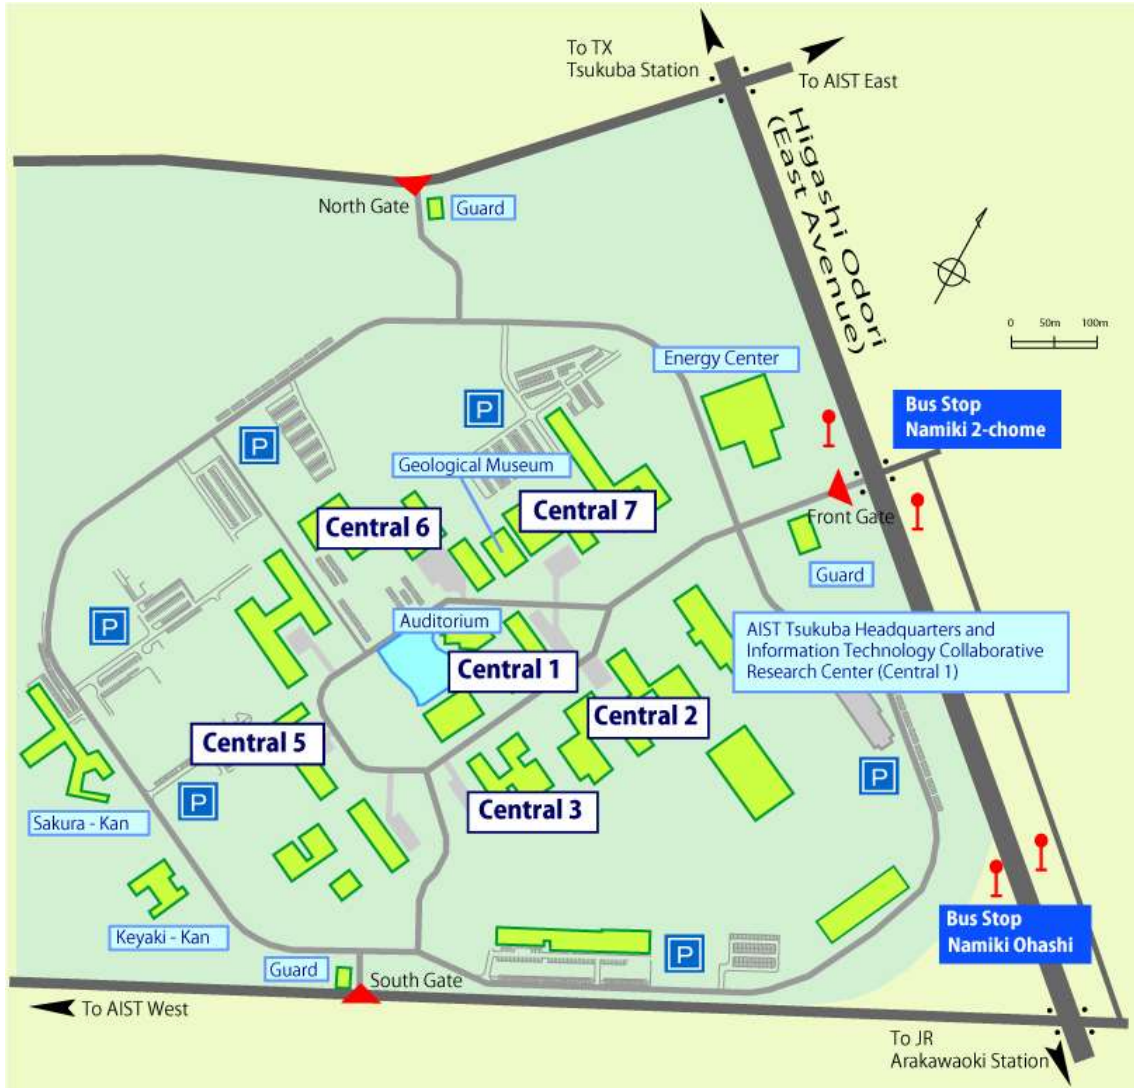 To TX
Tsukuba Station
To AIST East
Higashi Odori
(East Avenue)
North Gate
Guard
0 50m 100m
Energy Center
Bus Stop
Namiki 2-chome
P
P
Geological Museum
Central 7
Central 6
Front Gate
Guard
Auditorium
P
AIST Tsukuba Headquarters and
Information Technology Collaborative
Research Center (Central 1)
Central 1
Central 2
Central 5
P
P
Central 3
Sakura - Kan
Keyaki - Kan
Bus Stop
Namiki Ohashi
P
Guard
South Gate
To AIST West
To JR
Arakawaoki Station